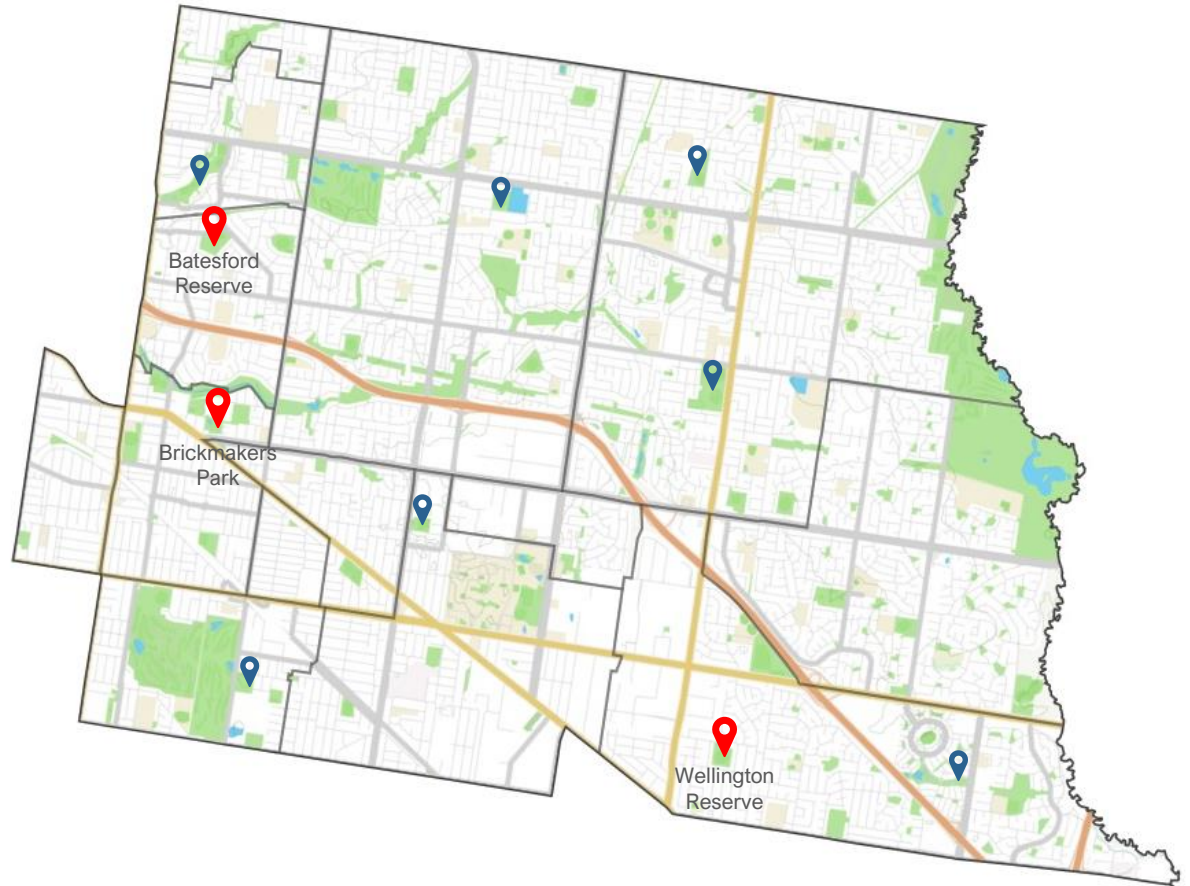 Batesford
Reserve
Brickmakers
Park
Wellington
Reserve